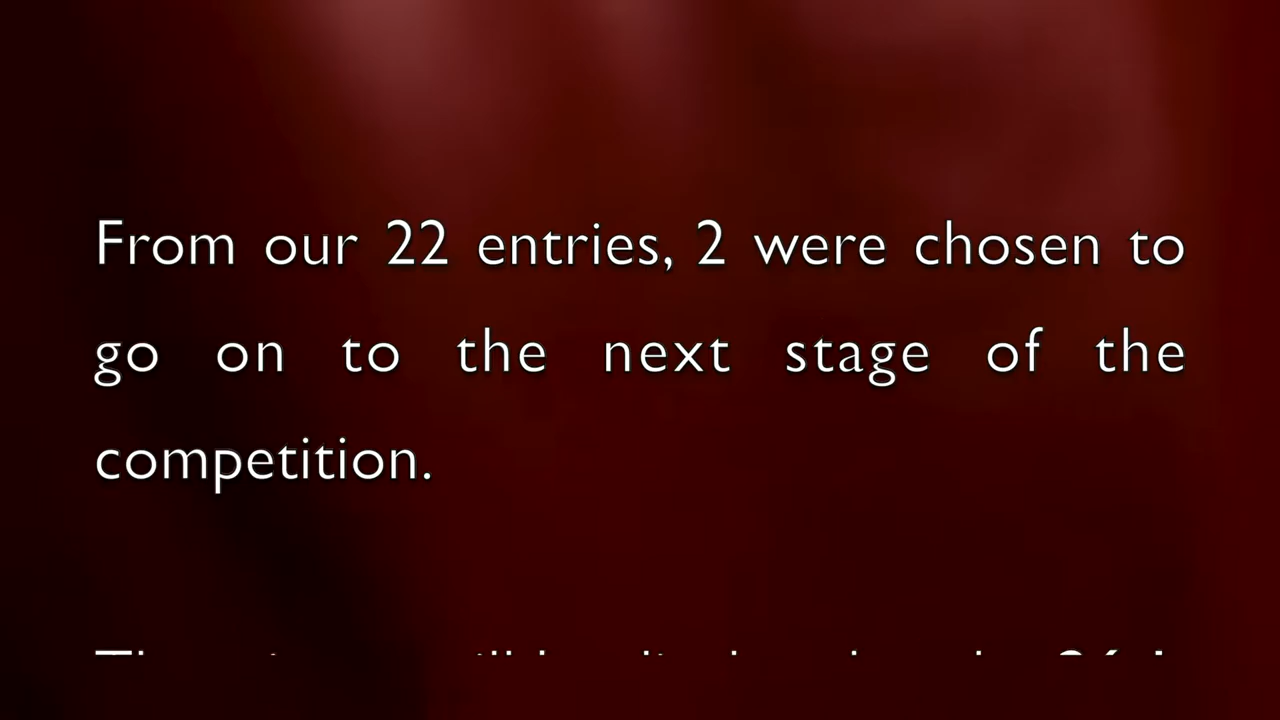 From our 22 entries, 2 were chosen to
go on to the next stage of the
competition.